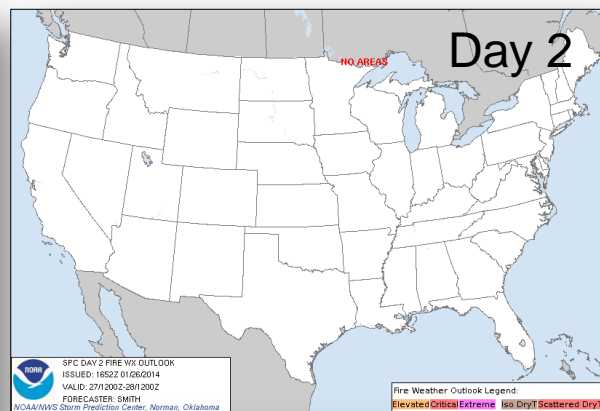 Day 2
NO AREAS
SPC DAY 2 FIRE WX OUTLOOK
ISSUED: 1652Z 01/26/2014
VALID: 27/1200Z-28/1200Z
FORECASTER: SMITH
NOAA/NWS Storm Prediction Center, Norman, Oklahoma
noaa
Fire Weather Outlook Legend:
Elevated Critical Extreme Iso DryT Scattered DryT